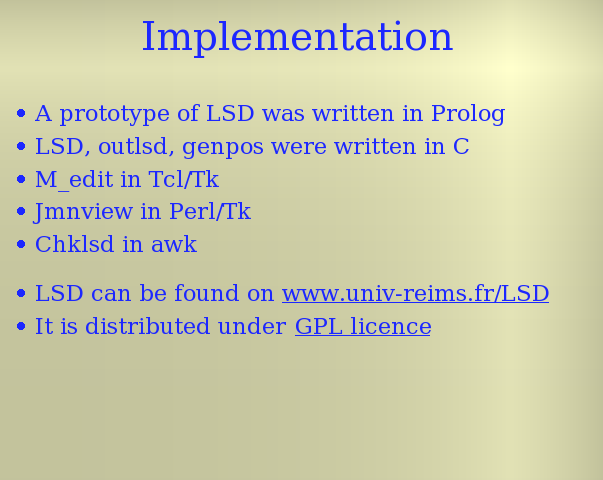 Implementation
• A prototype of LSD was written in Prolog
• LSD, outlsd, genpos were written in C
• M_edit in Tcl/Tk
• Jmnview in Perl/Tk
• Chklsd in awk
• LSD can be found on www.univ-reims.fr/LSD
• It is distributed under GPL licence